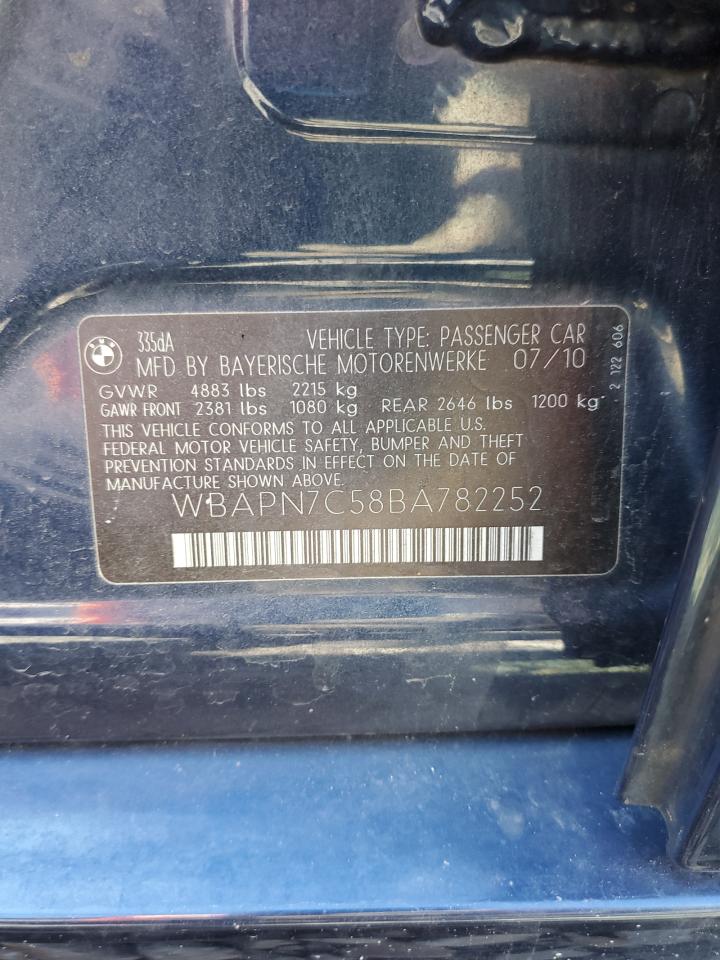 335dA VEHICLE TYPE: PASSENGER CAR
MFD BY BAYERISCHE MOTORENWERKE 07/10
GVWR 4883 lbs 2215 kg
GAWR FRONT 2381 lbs 1080 kg REAR 2646 lbs 1200 kg
THIS VEHICLE CONFORMS TO ALL APPLICABLE U.S.
FEDERAL MOTOR VEHICLE SAFETY, BUMPER AND THEFT
PREVENTION STANDARDS IN EFFECT ON THE DATE OF
MANUFACTURE SHOWN ABOVE.
WBAPN7C58BA782252
2 122 606
BMW